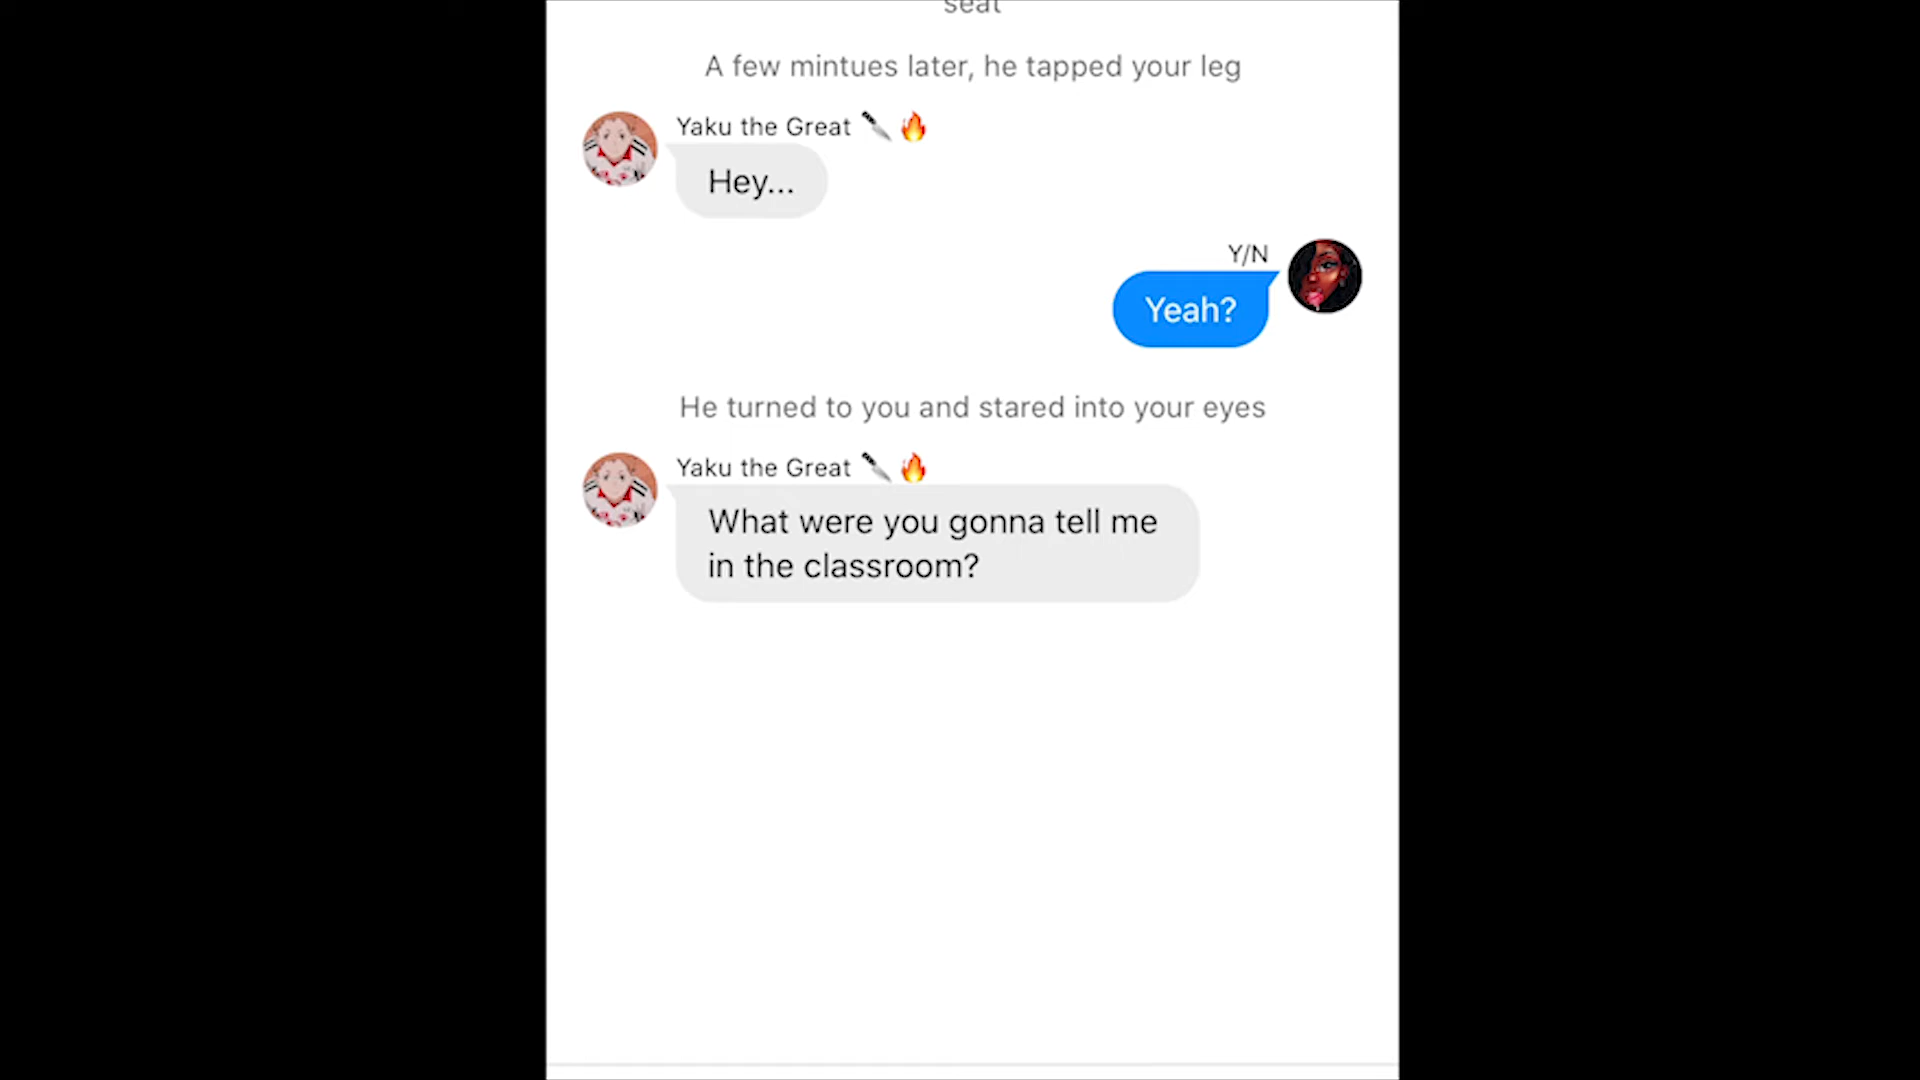 seat
A few mintues later, he tapped your leg
Yaku the Great 🔪🔥
Hey...
Y/N
Yeah?
He turned to you and stared into your eyes
Yaku the Great 🔪🔥
What were you gonna tell me
in the classroom?